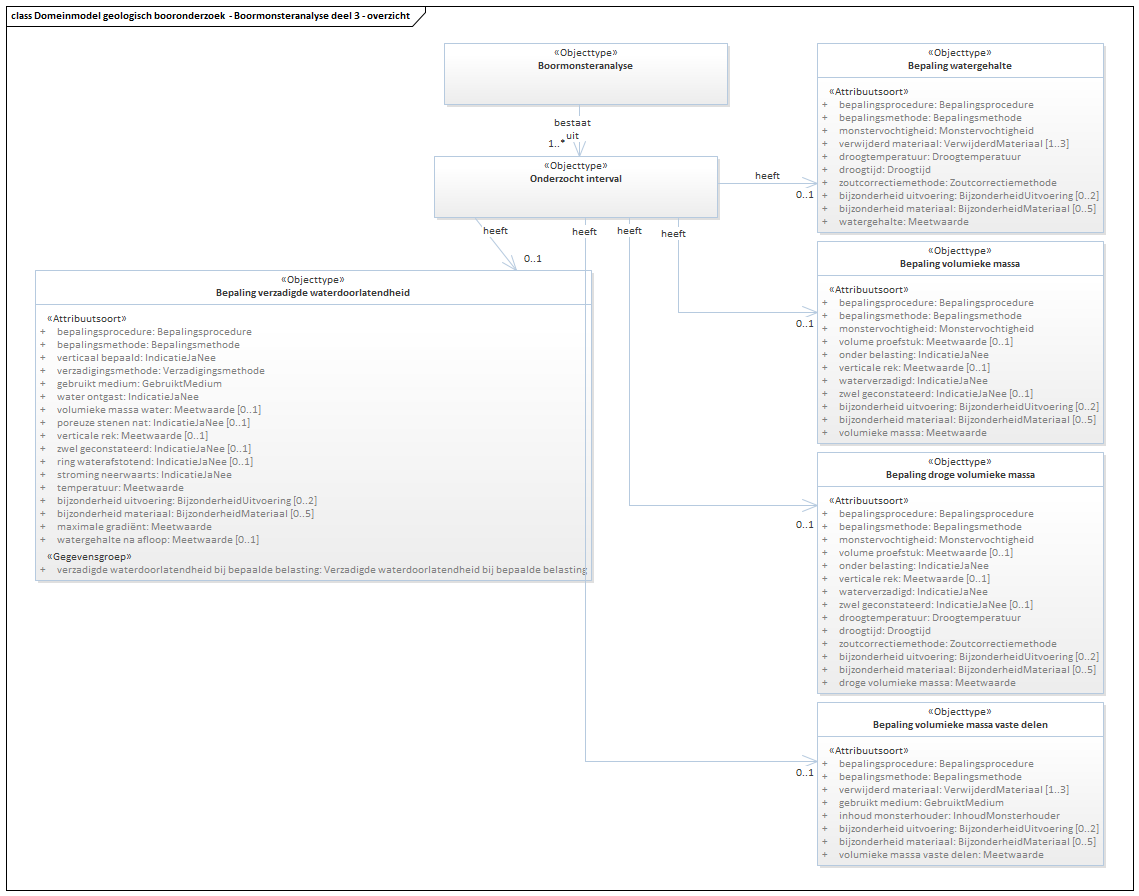 class Domeinmodel geologisch booronderzoek - Boormonsteranalyse deel 3 - overzicht
«Objecttype»
Boormonsteranalyse
bestaat
uit
1..*
«Objecttype»
Onderzocht interval
heeft
0..1
heeft
heeft
heeft
heeft
0..1
«Objecttype»
Bepaling verzadigde waterdoorlatendheid
«Attribuutsoort»
+ bepalingsprocedure: Bepalingsprocedure
+ bepalingsmethode: Bepalingsmethode
+ verticaal bepaald: IndicatieJaNee
+ verzadigingsmethode: Verzadigingsmethode
+ gebruikt medium: GebruiktMedium
+ water ontgast: IndicatieJaNee
+ volumieke massa water: Meetwaarde [0..1]
+ poreuze stenen nat: IndicatieJaNee [0..1]
+ verticale rek: Meetwaarde [0..1]
+ zwel geconstateerd: IndicatieJaNee [0..1]
+ ring waterafstotend: IndicatieJaNee [0..1]
+ stroming neerwaarts: IndicatieJaNee
+ temperatuur: Meetwaarde
+ bijzonderheid uitvoering: BijzonderheidUitvoering [0..2]
+ bijzonderheid materiaal: BijzonderheidMateriaal [0..5]
+ maximale gradiënt: Meetwaarde
+ watergehalte na afloop: Meetwaarde [0..1]
«Gegevensgroep»
+ verzadigde waterdoorlatendheid bij bepaalde belasting: Verzadigde waterdoorlatendheid bij bepaalde belasting
«Objecttype»
Bepaling watergehalte
«Attribuutsoort»
+ bepalingsprocedure: Bepalingsprocedure
+ bepalingsmethode: Bepalingsmethode
+ monstervochtigheid: Monstervochtigheid
+ verwijderd materiaal: VerwijderdMateriaal [1..3]
+ droogtemperatuur: Droogtemperatuur
+ droogtijd: Droogtijd
+ zoutcorrectiemethode: Zoutcorrectiemethode
+ bijzonderheid uitvoering: BijzonderheidUitvoering [0..2]
+ bijzonderheid materiaal: BijzonderheidMateriaal [0..5]
+ watergehalte: Meetwaarde
«Objecttype»
Bepaling volumieke massa
«Attribuutsoort»
+ bepalingsprocedure: Bepalingsprocedure
+ bepalingsmethode: Bepalingsmethode
+ monstervochtigheid: Monstervochtigheid
+ volume proefstuk: Meetwaarde [0..1]
+ onder belasting: IndicatieJaNee
+ verticale rek: Meetwaarde [0..1]
+ waterverzadigd: IndicatieJaNee
+ zwel geconstateerd: IndicatieJaNee [0..1]
+ bijzonderheid uitvoering: BijzonderheidUitvoering [0..2]
+ bijzonderheid materiaal: BijzonderheidMateriaal [0..5]
+ volumieke massa: Meetwaarde
0..1
«Objecttype»
Bepaling droge volumieke massa
«Attribuutsoort»
+ bepalingsprocedure: Bepalingsprocedure
+ bepalingsmethode: Bepalingsmethode
+ monstervochtigheid: Monstervochtigheid
+ volume proefstuk: Meetwaarde [0..1]
+ onder belasting: IndicatieJaNee
+ verticale rek: Meetwaarde [0..1]
+ waterverzadigd: IndicatieJaNee
+ zwel geconstateerd: IndicatieJaNee [0..1]
+ droogtemperatuur: Droogtemperatuur
+ droogtijd: Droogtijd
+ zoutcorrectiemethode: Zoutcorrectiemethode
+ bijzonderheid uitvoering: BijzonderheidUitvoering [0..2]
+ bijzonderheid materiaal: BijzonderheidMateriaal [0..5]
+ droge volumieke massa: Meetwaarde
0..1
«Objecttype»
Bepaling volumieke massa vaste delen
«Attribuutsoort»
+ bepalingsprocedure: Bepalingsprocedure
+ bepalingsmethode: Bepalingsmethode
+ verwijderd materiaal: VerwijderdMateriaal [1..3]
+ gebruikt medium: GebruiktMedium
+ inhoud monsterhouder: InhoudMonsterhouder
+ bijzonderheid uitvoering: BijzonderheidUitvoering [0..2]
+ bijzonderheid materiaal: BijzonderheidMateriaal [0..5]
+ volumieke massa vaste delen: Meetwaarde
0..1